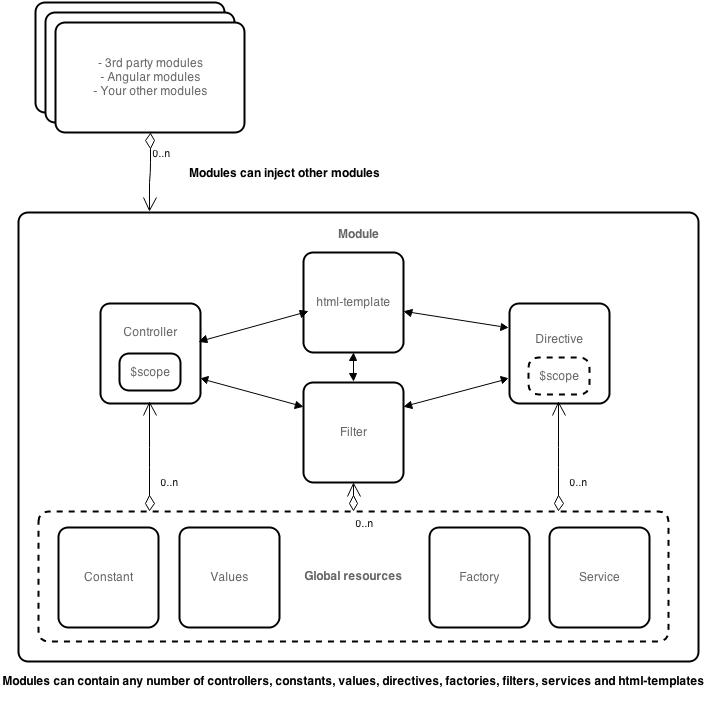 - 3rd party modules
- Angular modules
- Your other modules
0..n
Modules can inject other modules
Module
html-template
Controller
$scope
Directive
$scope
Filter
0..n
0..n
0..n
Constant
Values
Global resources
Factory
Service
Modules can contain any number of controllers, constants, values, directives, factories, filters, services and html-templates